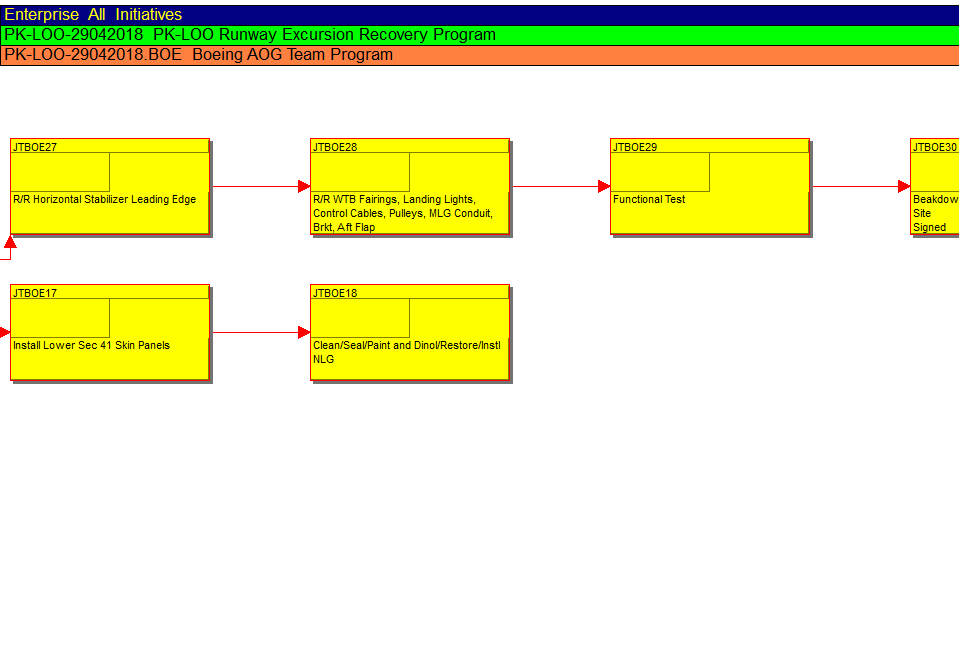 Enterprise All Initiatives
PK-LOO-29042018 PK-LOO Runway Excursion Recovery Program
PK-LOO-29042018.BOE Boeing AOG Team Program
JTBOE27
R/R Horizontal Stabilizer Leading Edge
JTBOE28
R/R WTB Fairings, Landing Lights,
Control Cables, Pulleys, MLG Conduit,
Brkt, Aft Flap
JTBOE29
Functional Test
JTBOE30
Beakdow
Site
Signed
JTBOE17
Install Lower Sec 41 Skin Panels
JTBOE18
Clean/Seal/Paint and Dinol/Restore/Instl
NLG